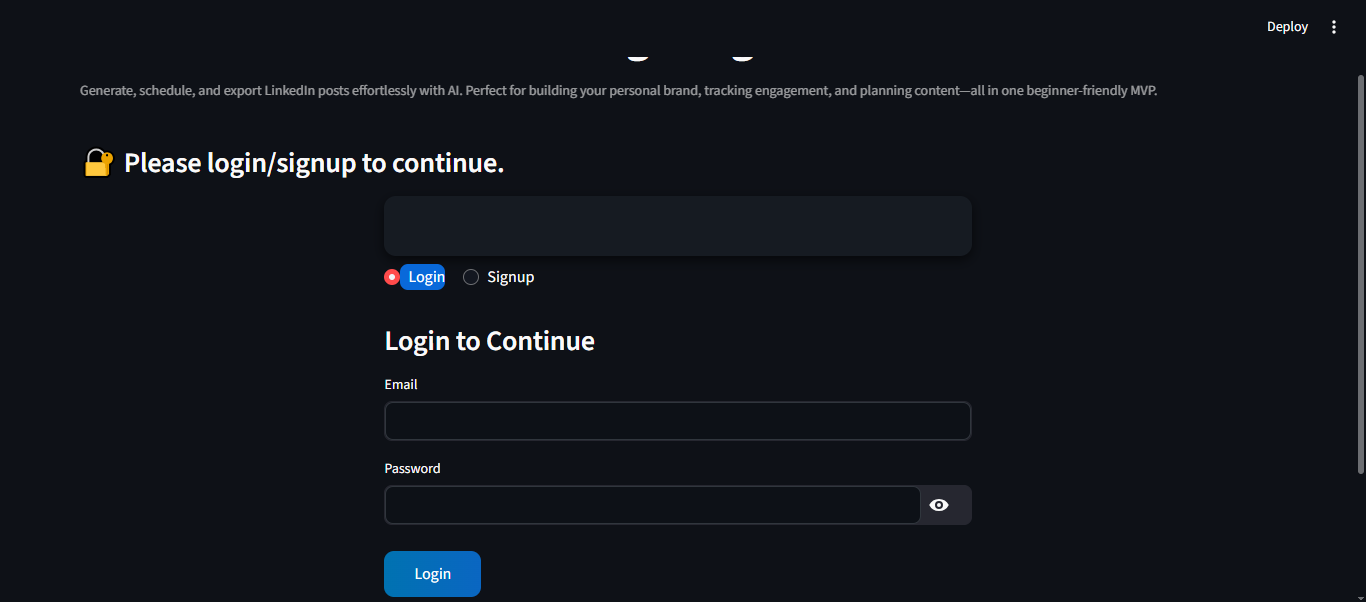 Deploy
Generate, schedule, and export LinkedIn posts effortlessly with AI. Perfect for building your personal brand, tracking engagement, and planning content—all in one beginner-friendly MVP.
Please login/signup to continue.
Login Signup
Login to Continue
Email
Password
Login